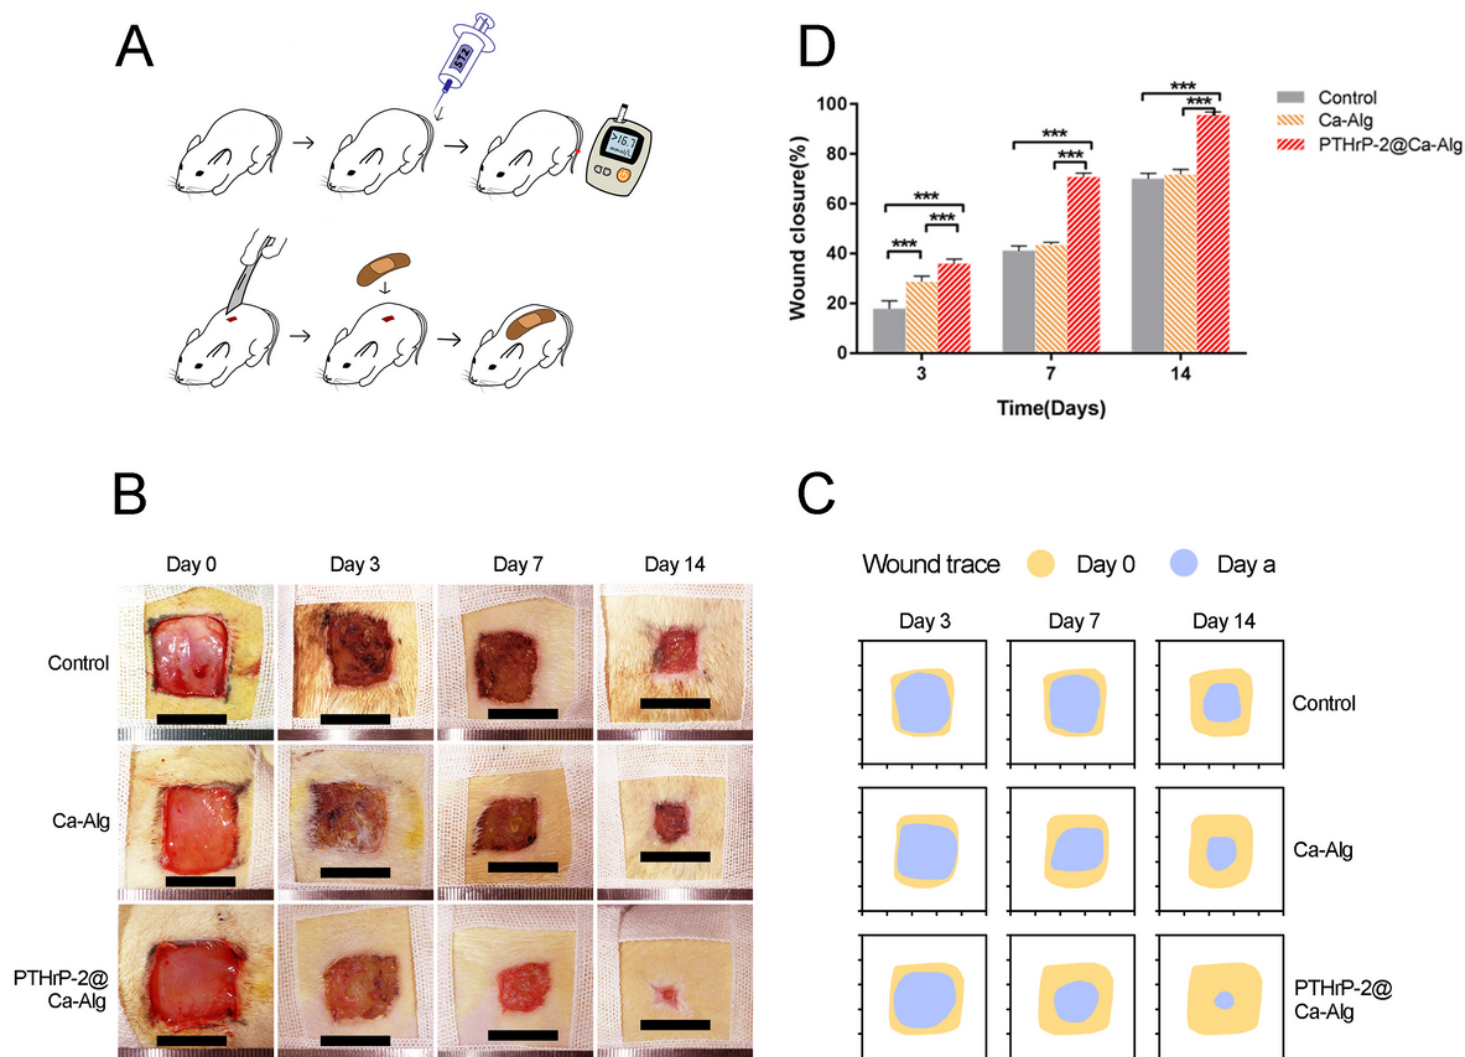 A
STZ
>16.7
mmol/L
D
Wound closure(%)
100
80
60
40
20
0
***
***
***
***
***
***
***
3
7
14
Time(Days)
Control
Ca-Alg
PTHrP-2@Ca-Alg
B
Day 0
Day 3
Day 7
Day 14
Control
Ca-Alg
PTHrP-2@
Ca-Alg
C
Wound trace
Day 0
Day a
Day 3
Day 7
Day 14
Control
Ca-Alg
PTHrP-2@
Ca-Alg